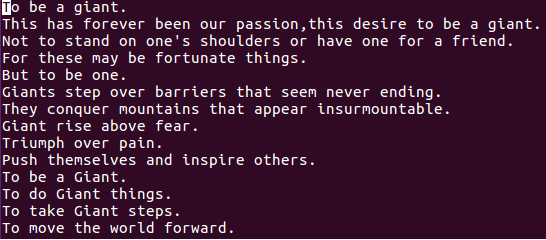 To be a giant.
This has forever been our passion,this desire to be a giant.
Not to stand on one's shoulders or have one for a friend.
For these may be fortunate things.
But to be one.
Giants step over barriers that seem never ending.
They conquer mountains that appear insurmountable.
Giant rise above fear.
Triumph over pain.
Push themselves and inspire others.
To be a Giant.
To do Giant things.
To take Giant steps.
To move the world forward.